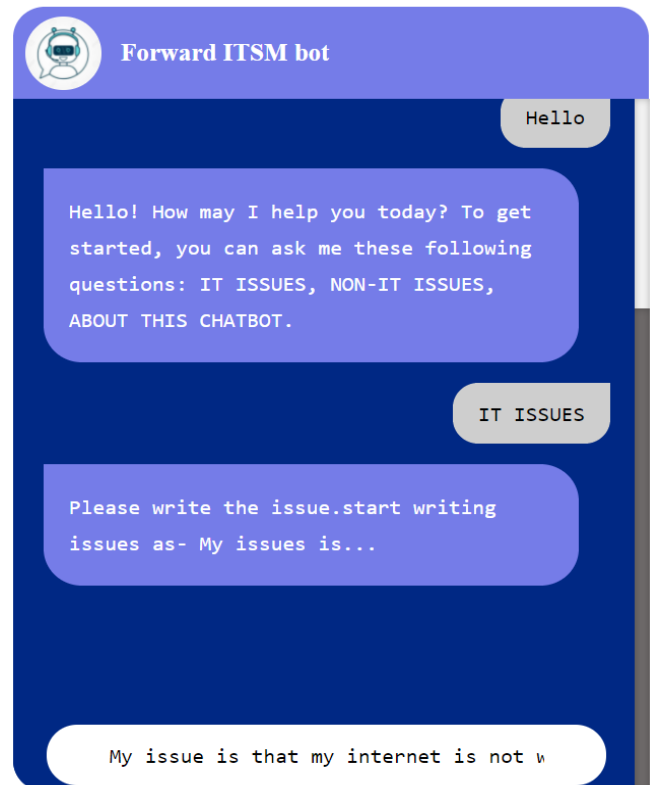 Forward ITSM bot
Hello
Hello! How may I help you today? To get
started, you can ask me these following
questions: IT ISSUES, NON-IT ISSUES,
ABOUT THIS CHATBOT.
IT ISSUES
Please write the issue.start writing
issues as- My issues is...
My issue is that my internet is not